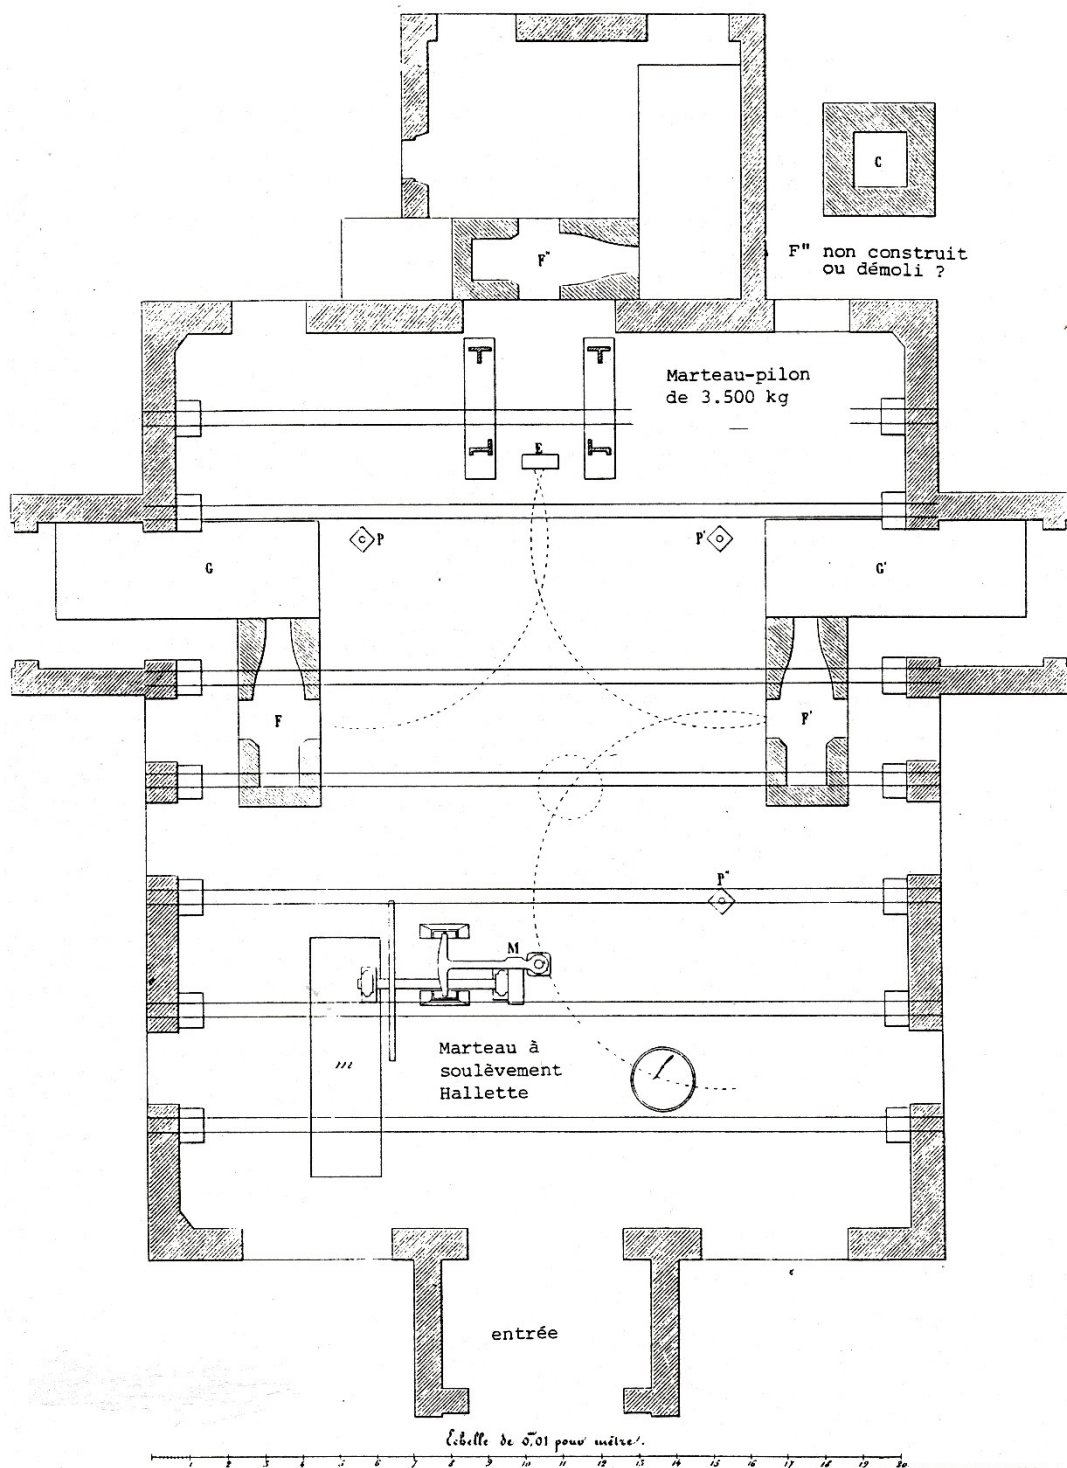 C
F" non construit
ou démoli ?
F"
Marteau-pilon
de 3.500 kg
E
P
P'
G
G'
F
F'
P"
M
m
Marteau à
soulèvement
Hallette
entrée
Echelle de 0,m01 pour mètre.
1 2 3 4 5 6 7 8 9 10 11 12 13 14 15 16 17 18 19 20